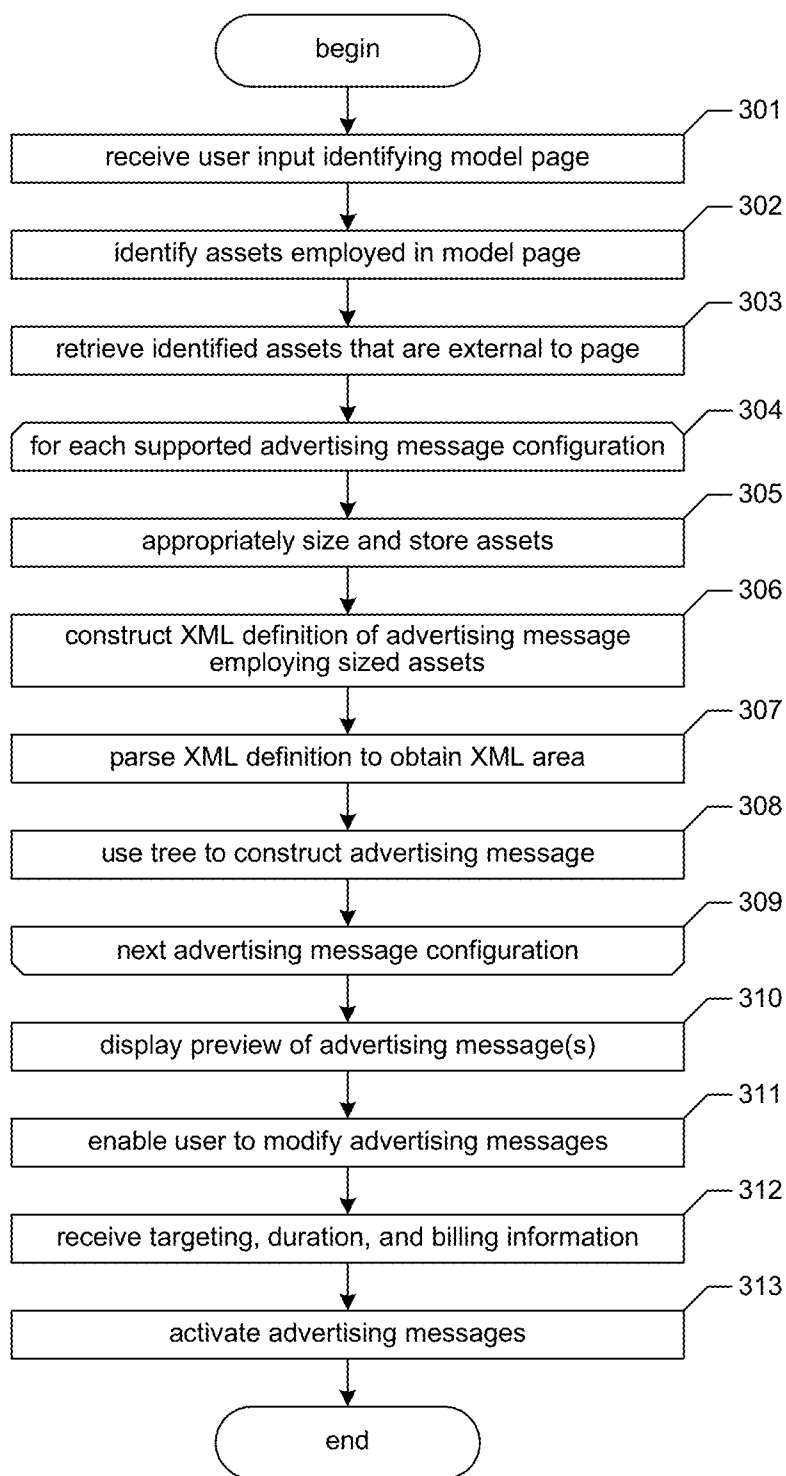 begin
301
receive user input identifying model page
302
identify assets employed in model page
303
retrieve identified assets that are external to page
304
for each supported advertising message configuration
305
appropriately size and store assets
306
construct XML definition of advertising message
employing sized assets
307
parse XML definition to obtain XML area
308
use tree to construct advertising message
309
next advertising message configuration
310
display preview of advertising message(s)
311
enable user to modify advertising messages
312
receive targeting, duration, and billing information
313
activate advertising messages
end